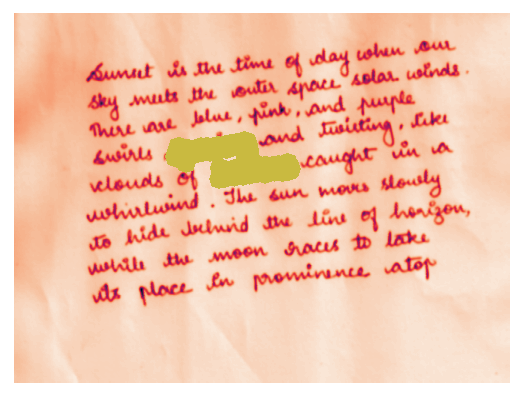 Sunset is the time of day when our
sky meets the outer space solar winds.
There are blue, pink, and purple
swirls and twisting, like
clouds of caught in a
whirlwind. The sun moves slowly
to hide behind the line of horizon,
while the moon races to take
its place in prominence atop